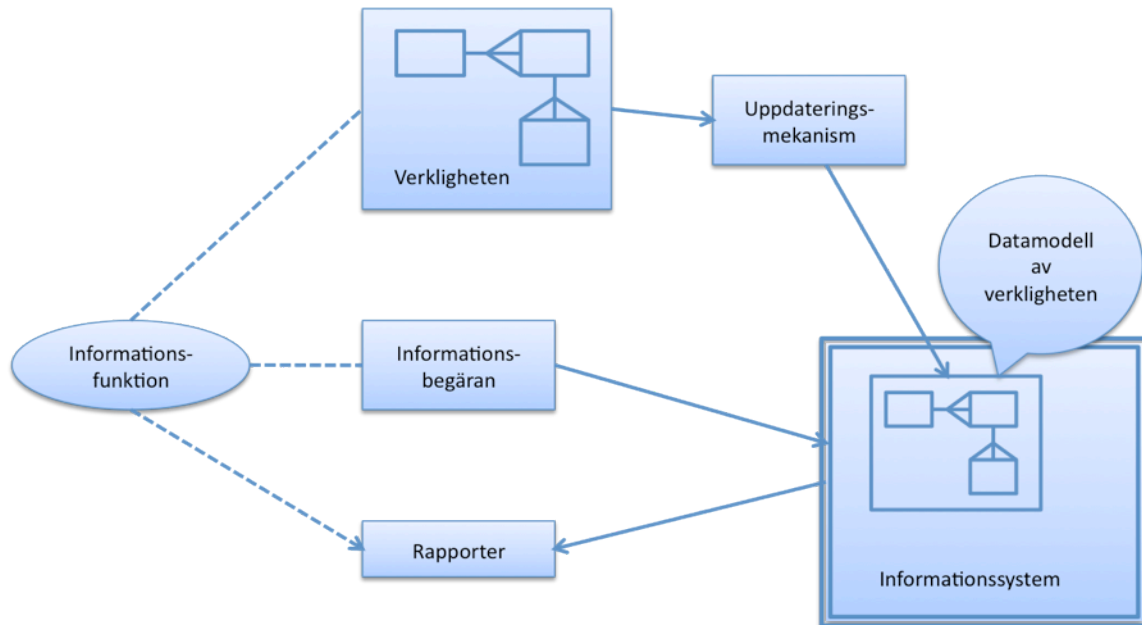 Verkligheten
Uppdaterings-
mekanism
Datamodell
av
verkligheten
Informations-
funktion
Informations-
begäran
Rapporter
Informationssystem